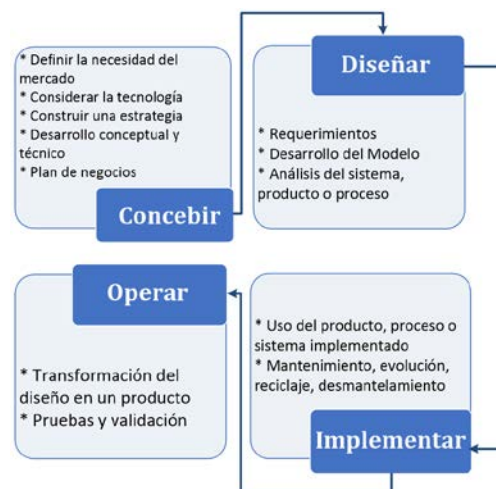 * Definir la necesidad del
mercado
* Considerar la tecnología
* Construir una estrategia
* Desarrollo conceptual y
técnico
* Plan de negocios
Concebir
Diseñar
* Requerimientos
* Desarrollo del Modelo
* Análisis del sistema,
producto o proceso
Operar
* Transformación del
diseño en un producto
* Pruebas y validación
* Uso del producto, proceso o
sistema implementado
* Mantenimiento, evolución,
reciclaje, desmantelamiento
Implementar